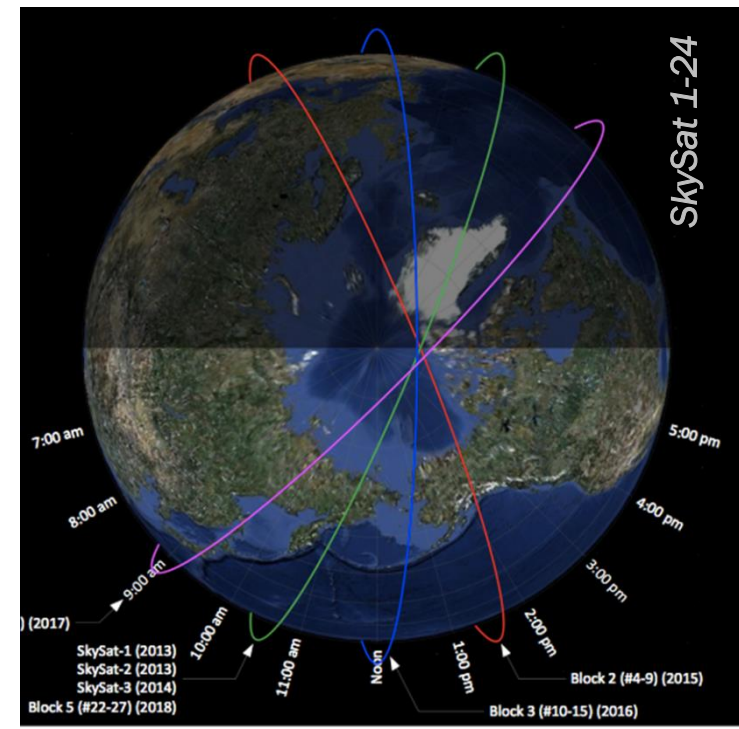 SkySat 1-24
7:00 am
8:00 am
9:00 am
10:00 am
11:00 am
Noon
1:00 pm
2:00 pm
3:00 pm
4:00 pm
5:00 pm
) (2017)
SkySat-1 (2013)
SkySat-2 (2013)
SkySat-3 (2014)
Block 5 (#22-27) (2018)
Block 2 (#4-9) (2015)
Block 3 (#10-15) (2016)